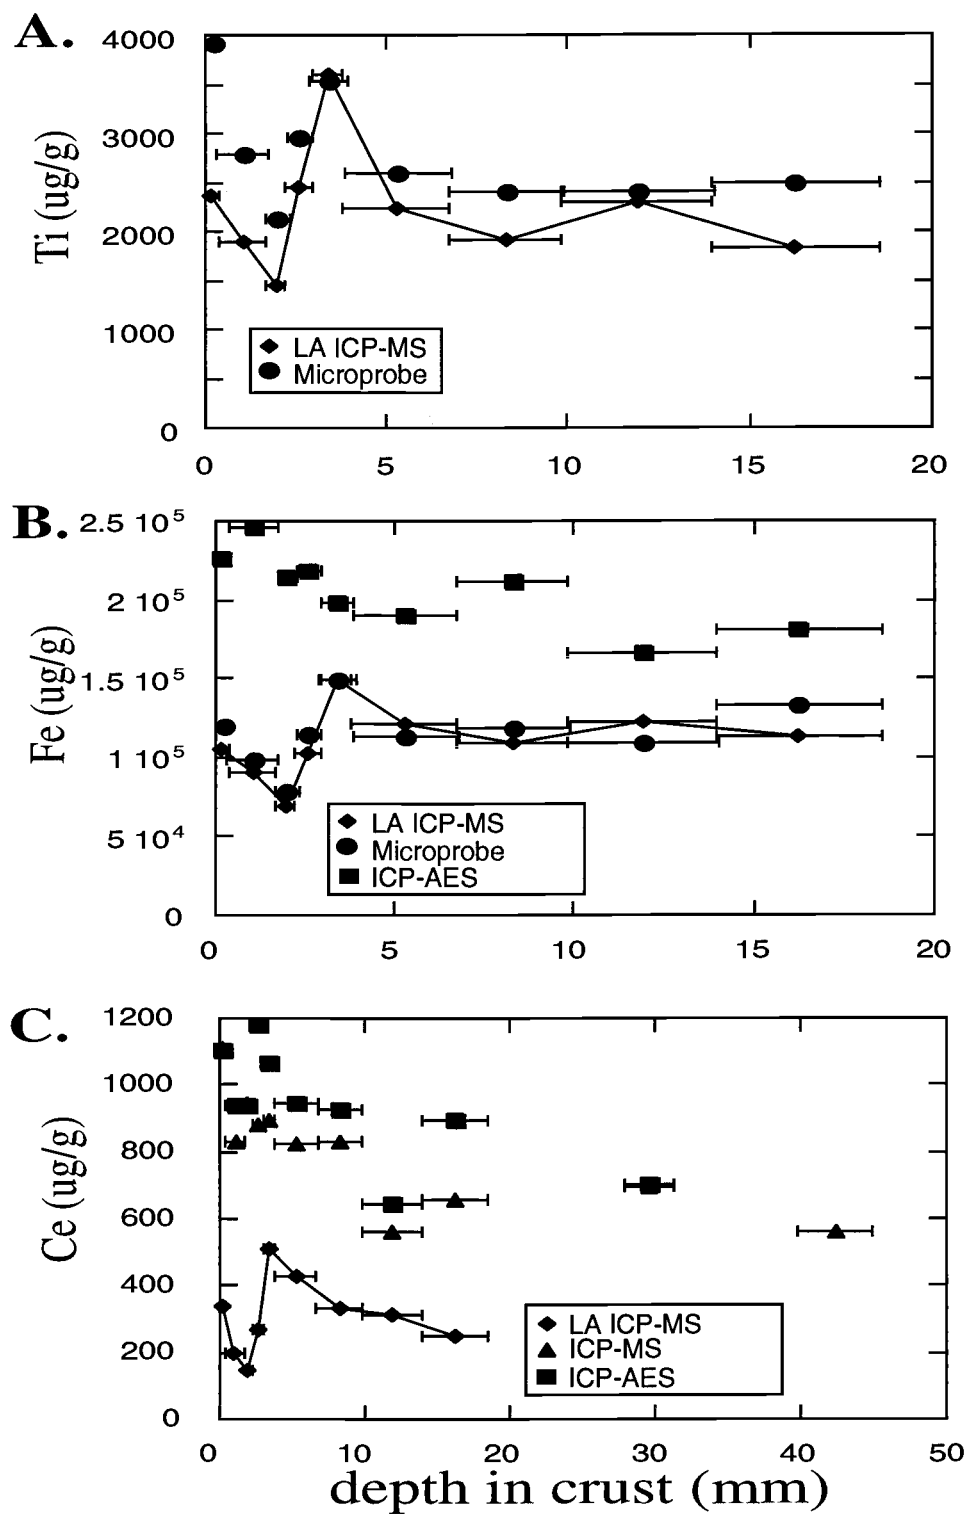 A.
4000
3000
2000
1000
0
Ti (ug/g)
LA ICP-MS
Microprobe
0 5 10 15 20
B.
2.5 10⁵
2 10⁵
1.5 10⁵
1 10⁵
5 10⁴
0
Fe (ug/g)
LA ICP-MS
Microprobe
ICP-AES
0 5 10 15 20
C.
1200
1000
800
600
400
200
0
Ce (ug/g)
LA ICP-MS
ICP-MS
ICP-AES
0 10 20 30 40 50
depth in crust (mm)